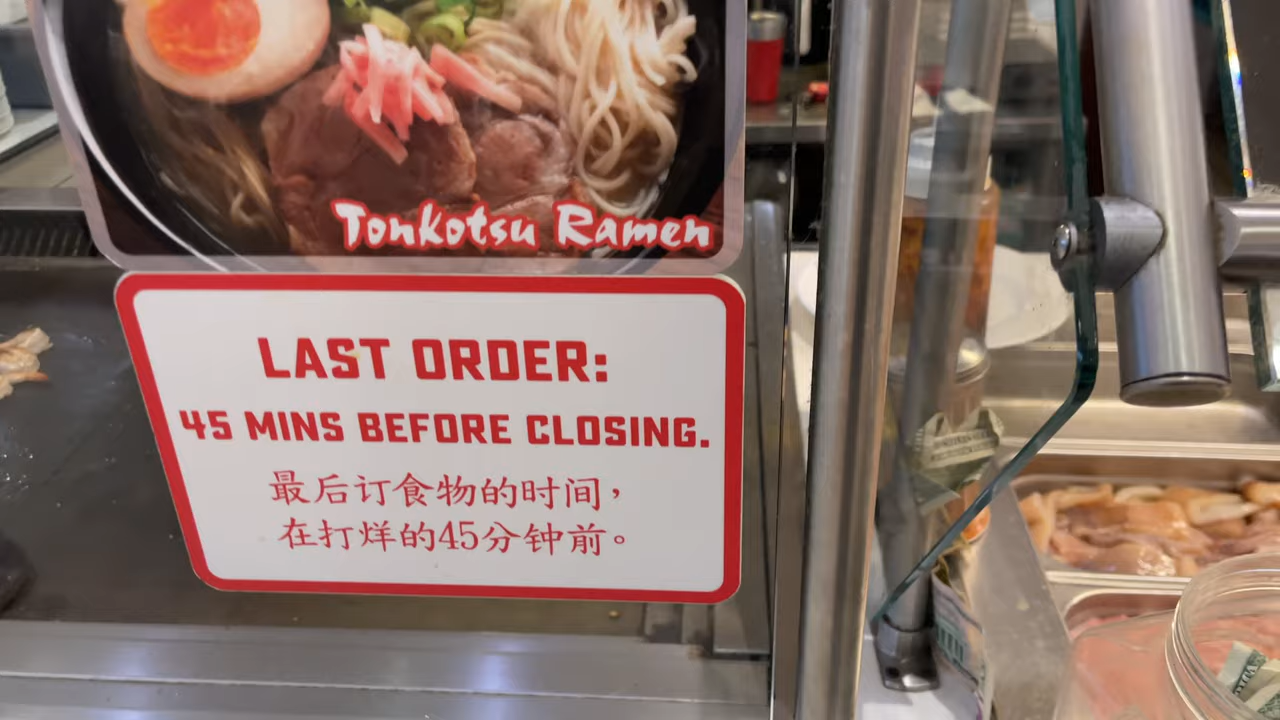 Tonkotsu Ramen
LAST ORDER:
45 MINS BEFORE CLOSING.
最后订食物的时间，
在打烊的45分钟前。